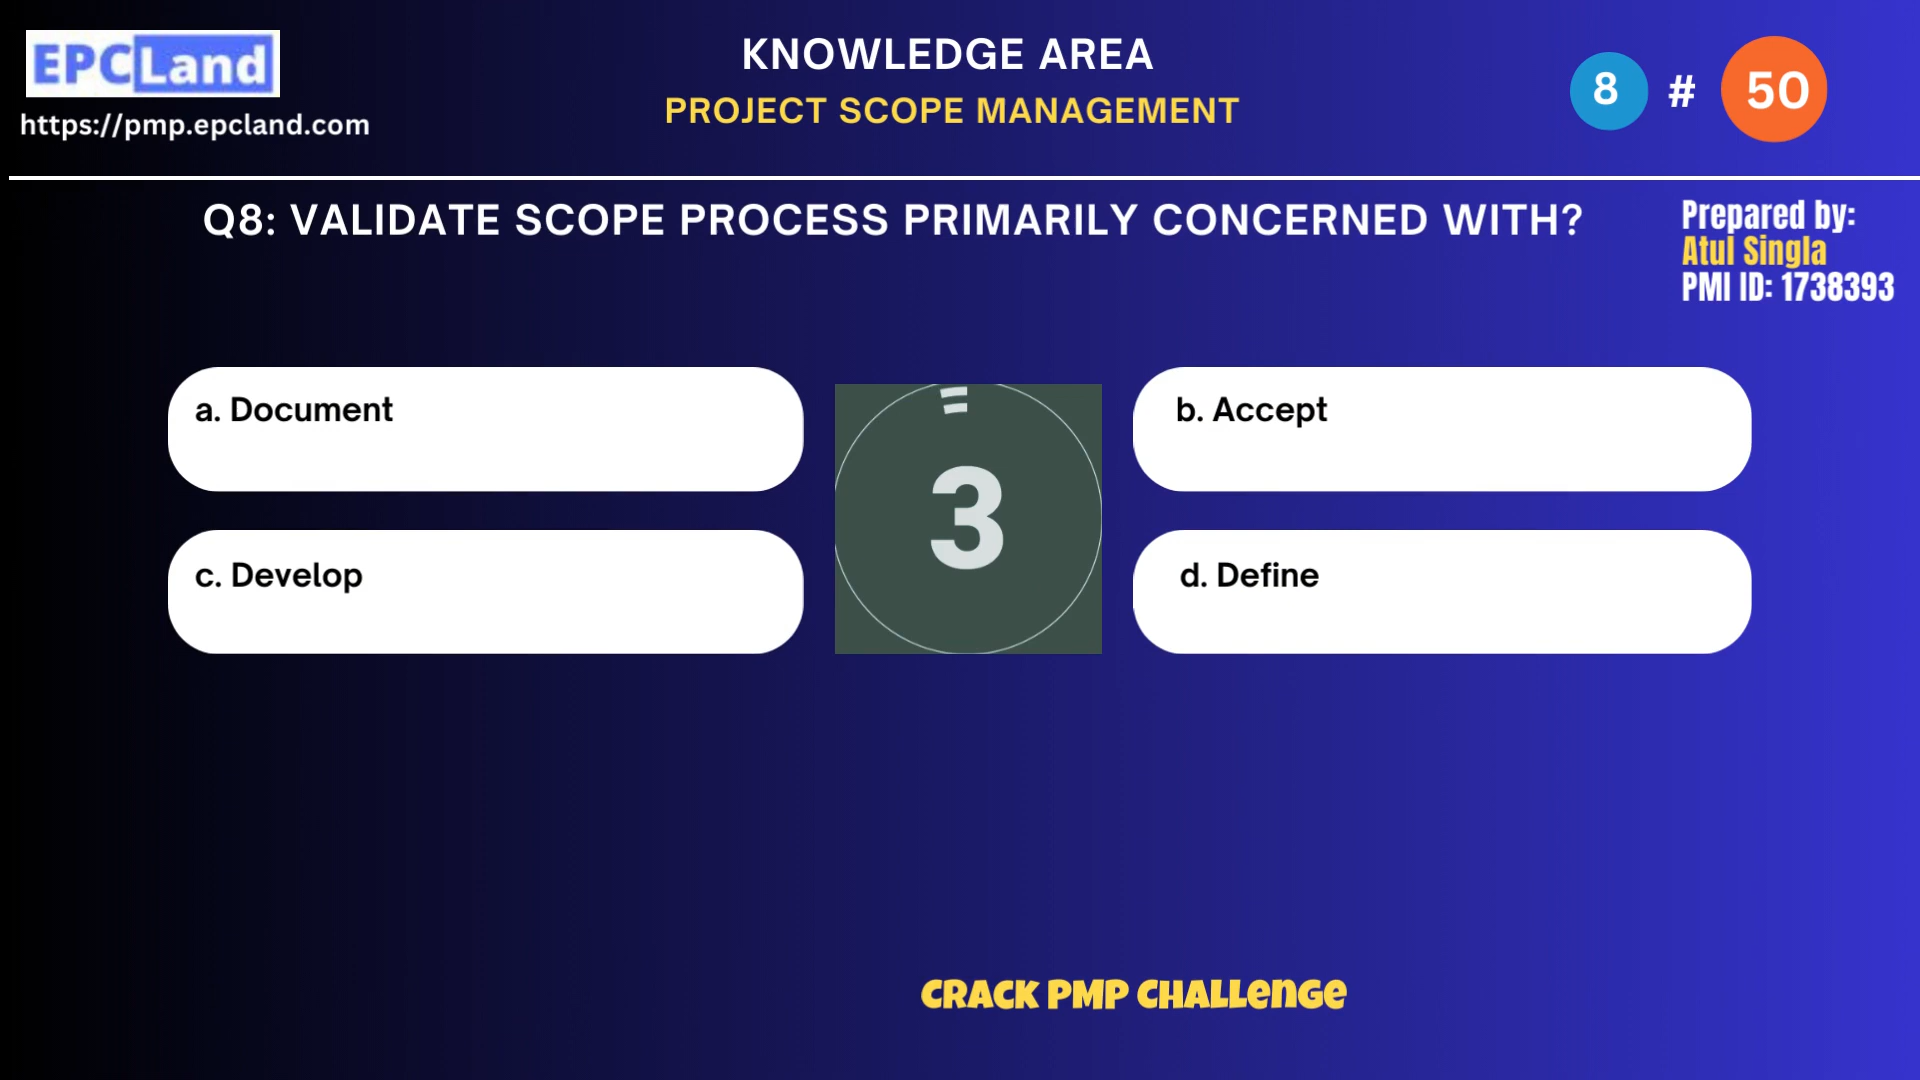 EPCLand
https://pmp.epcland.com
KNOWLEDGE AREA
PROJECT SCOPE MANAGEMENT
8 # 50
Q8: VALIDATE SCOPE PROCESS PRIMARILY CONCERNED WITH?
Prepared by:
Atul Singla
PMI ID: 1738393
a. Document
b. Accept
3
c. Develop
d. Define
CRACK PMP CHALLENGE